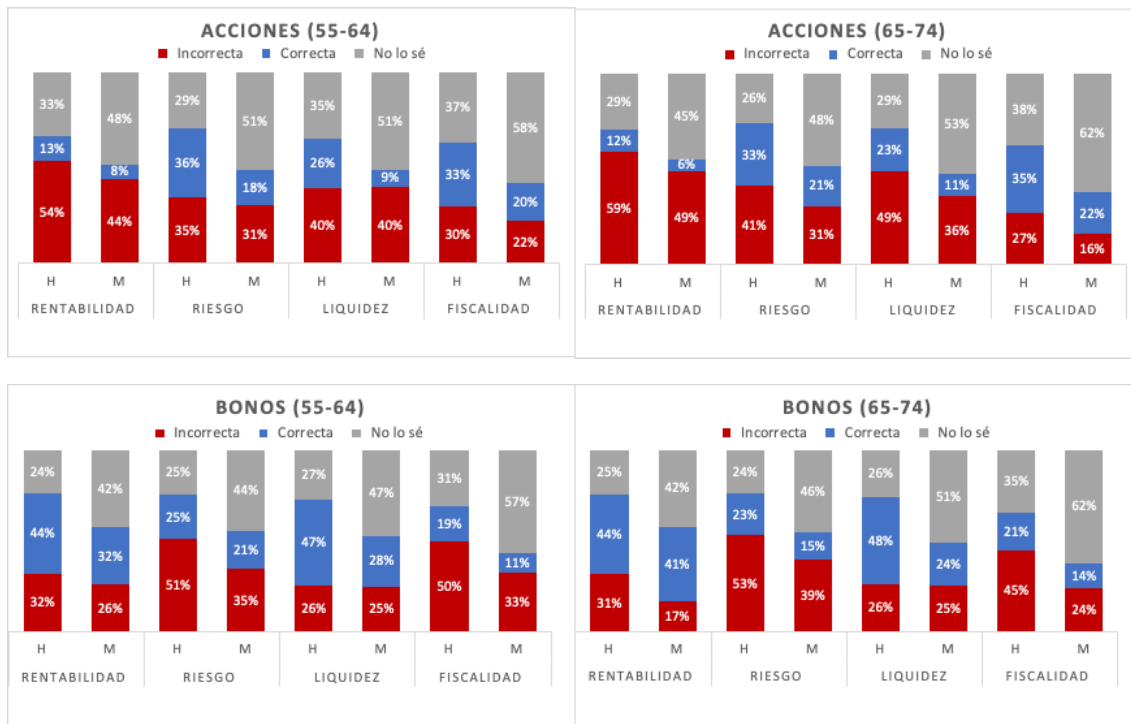 ACCIONES (55-64)
Incorrecta Correcta No lo sé
33% 48% 29% 51% 35% 51% 37% 58%
13% 8% 36% 18% 26% 9% 33% 20%
54% 44% 35% 31% 40% 40% 30% 22%
H M H M H M H M
RENTABILIDAD RIESGO LIQUIDEZ FISCALIDAD
ACCIONES (65-74)
Incorrecta Correcta No lo sé
29% 45% 26% 48% 29% 53% 38% 62%
12% 6% 33% 21% 23% 11% 35% 22%
59% 49% 41% 31% 49% 36% 27% 16%
H M H M H M H M
RENTABILIDAD RIESGO LIQUIDEZ FISCALIDAD
BONOS (55-64)
Incorrecta Correcta No lo sé
24% 42% 25% 44% 27% 47% 31% 57%
44% 32% 25% 21% 47% 28% 19% 11%
32% 26% 51% 35% 26% 25% 50% 33%
H M H M H M H M
RENTABILIDAD RIESGO LIQUIDEZ FISCALIDAD
BONOS (65-74)
Incorrecta Correcta No lo sé
25% 42% 24% 46% 26% 51% 35% 62%
44% 41% 23% 15% 48% 24% 21% 14%
31% 17% 53% 39% 26% 25% 45% 24%
H M H M H M H M
RENTABILIDAD RIESGO LIQUIDEZ FISCALIDAD